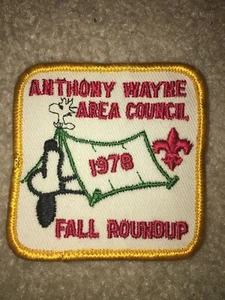 ANTHONY WAYNE
AREA COUNCIL
1978
FALL ROUNDUP